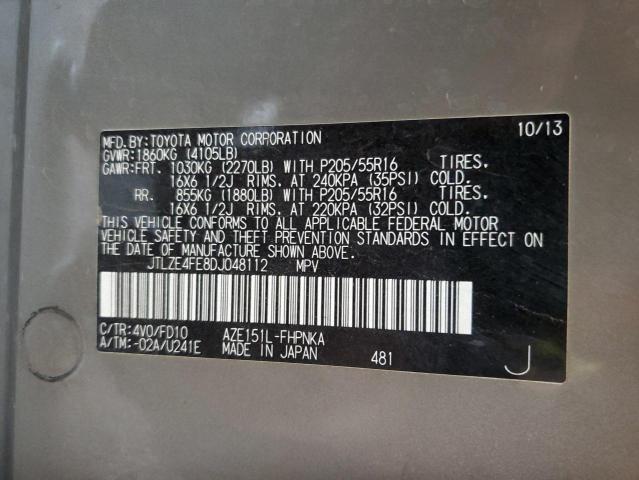 MFD.BY:TOYOTA MOTOR CORPORATION 10/13
GVWR:1860KG (4105LB)
GAWR:FRT. 1030KG (2270LB) WITH P205/55R16 TIRES.
16X6 1/2J RIMS. AT 240KPA (35PSI) COLD.
RR. 855KG (1880LB) WITH P205/55R16 TIRES.
16X6 1/2J RIMS. AT 220KPA (32PSI) COLD.
THIS VEHICLE CONFORMS TO ALL APPLICABLE FEDERAL MOTOR
VEHICLE SAFETY AND THEFT PREVENTION STANDARDS IN EFFECT ON
THE DATE OF MANUFACTURE SHOWN ABOVE.
JTLZE4FE8DJ048112 MPV
C/TR:4V0/FD10 AZE151L-FHPNKA
A/TM:-02A/U241E MADE IN JAPAN 481 J